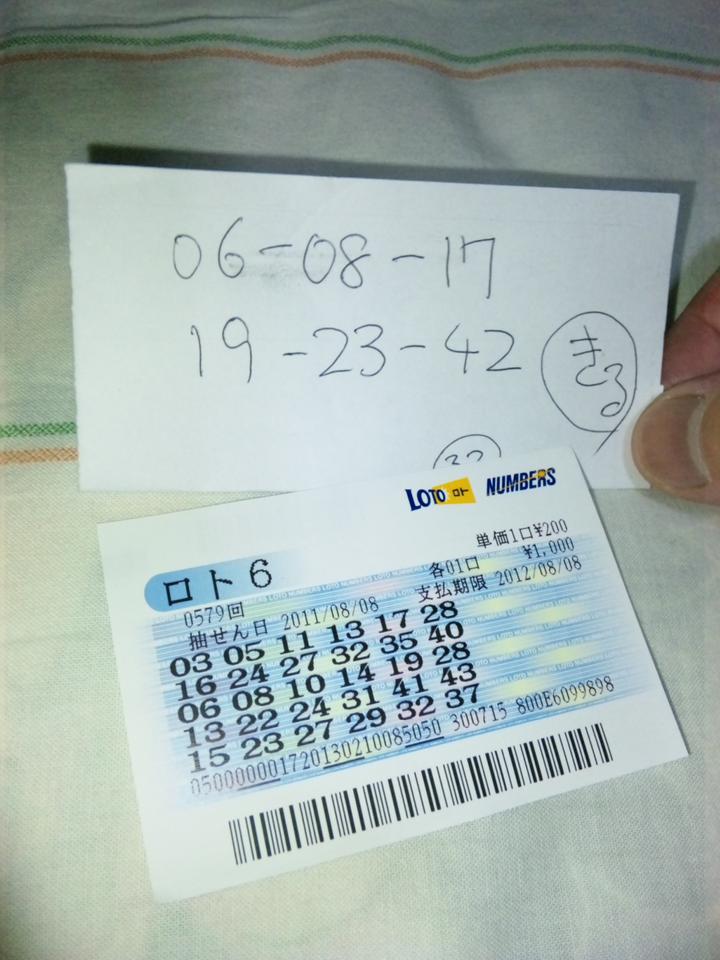 06-08-17
19-23-42
きる
LOTO ロト NUMBERS
ロト6
単価1口¥200
各01口 ¥1,000
0579回
抽せん日 2011/08/08 支払期限 2012/08/08
03 05 11 13 17 28
16 24 27 32 35 40
06 08 10 14 19 28
13 22 24 31 41 43
15 23 27 29 32 37
050000001720130210085050 300715 800E6099898